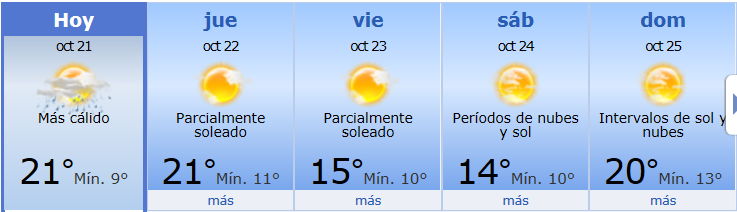 Hoy
oct 21
Más cálido
21° Mín. 9°
jue
oct 22
Parcialmente
soleado
21° Mín. 11°
más
vie
oct 23
Parcialmente
soleado
15° Mín. 10°
más
sáb
oct 24
Períodos de nubes
y sol
14° Mín. 10°
más
dom
oct 25
Intervalos de sol y
nubes
20° Mín. 13°
más